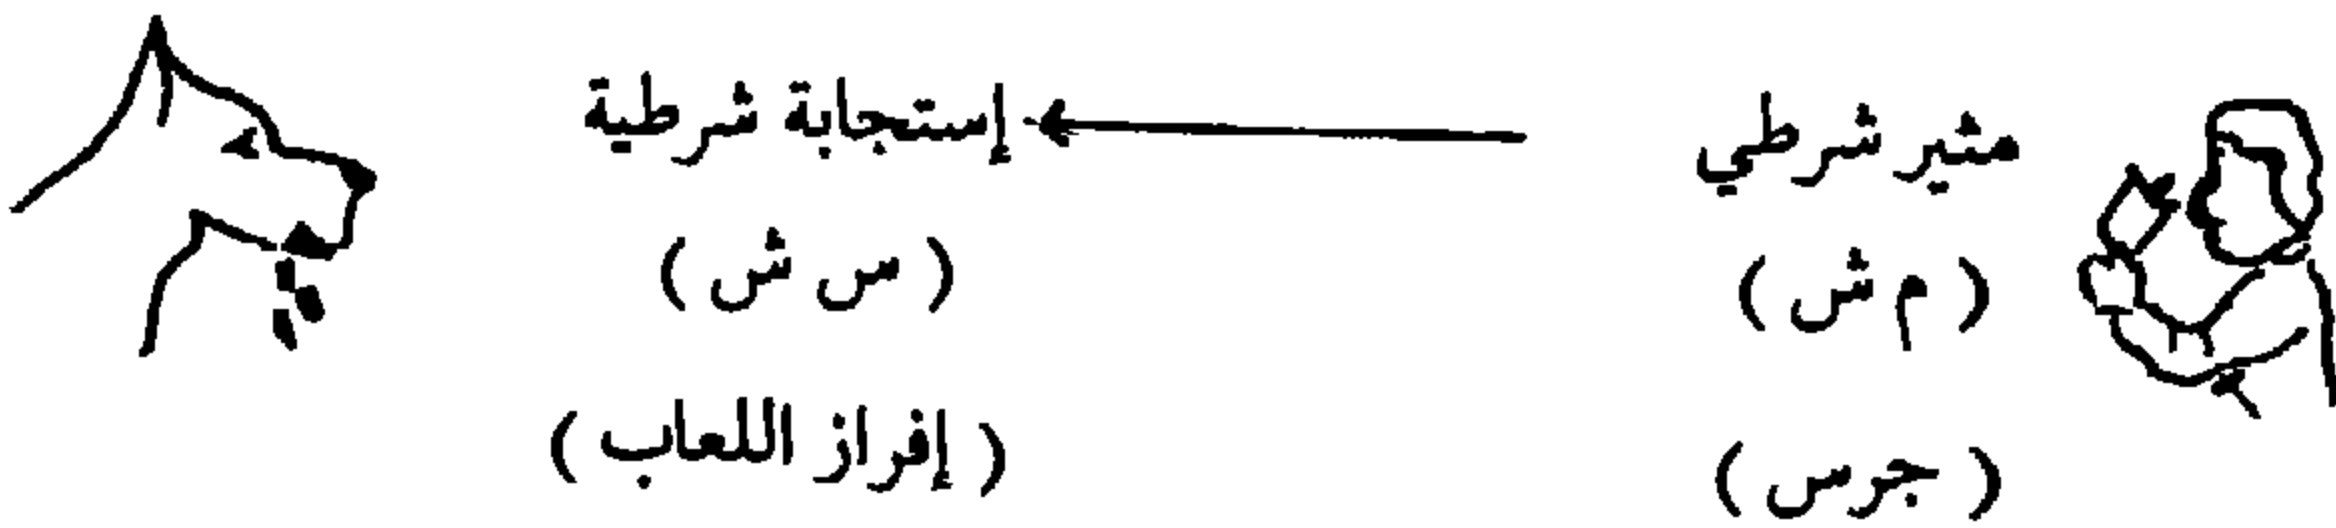 مثير شرطي
(م ش)
(جرس)
إستجابة شرطية
(س ش)
(إفراز اللعاب)